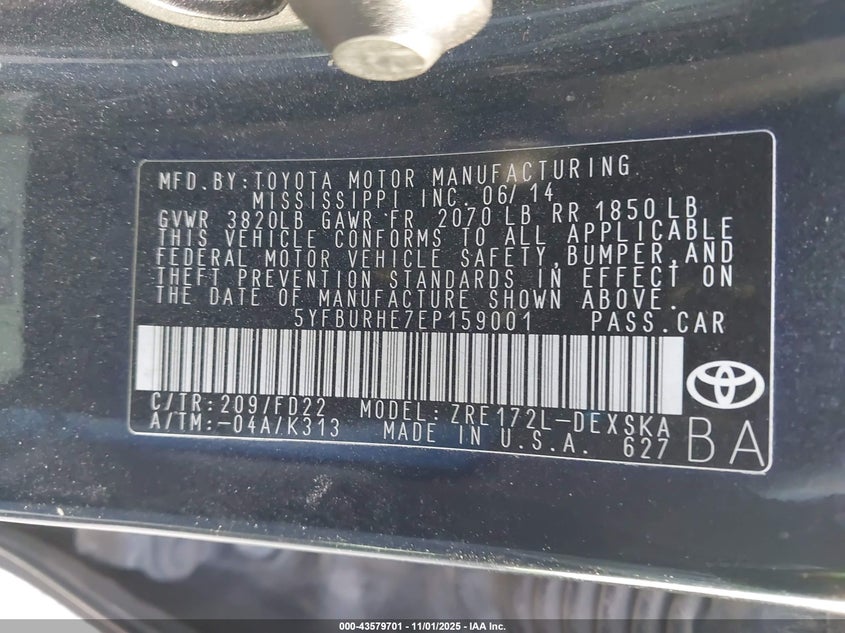 MFD.BY:TOYOTA MOTOR MANUFACTURING
MISSISSIPPI INC. 06/14
GVWR 3820LB GAWR FR 2070 LB RR 1850 LB
THIS VEHICLE CONFORMS TO ALL APPLICABLE
FEDERAL MOTOR VEHICLE SAFETY,BUMPER,AND
THEFT PREVENTION STANDARDS IN EFFECT ON
THE DATE OF MANUFACTURE SHOWN ABOVE.
5YFBURHE7EP159001 PASS.CAR
C/TR:209/FD22 MODEL:ZRE172L-DEXSKA
A/TM:-04A/K313 MADE IN U.S.A. 627 BA
000-43579701 - 11/01/2025 - IAA Inc.